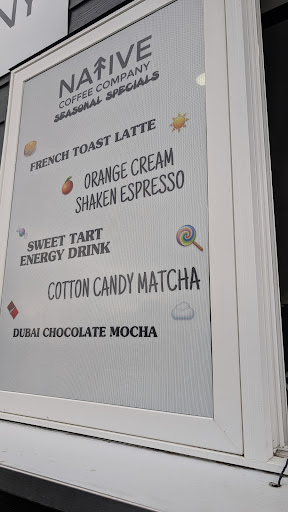 NY
NATIVE
COFFEE COMPANY
SEASONAL SPECIALS
FRENCH TOAST LATTE
ORANGE CREAM
SHAKEN ESPRESSO
SWEET TART
ENERGY DRINK
COTTON CANDY MATCHA
DUBAI CHOCOLATE MOCHA